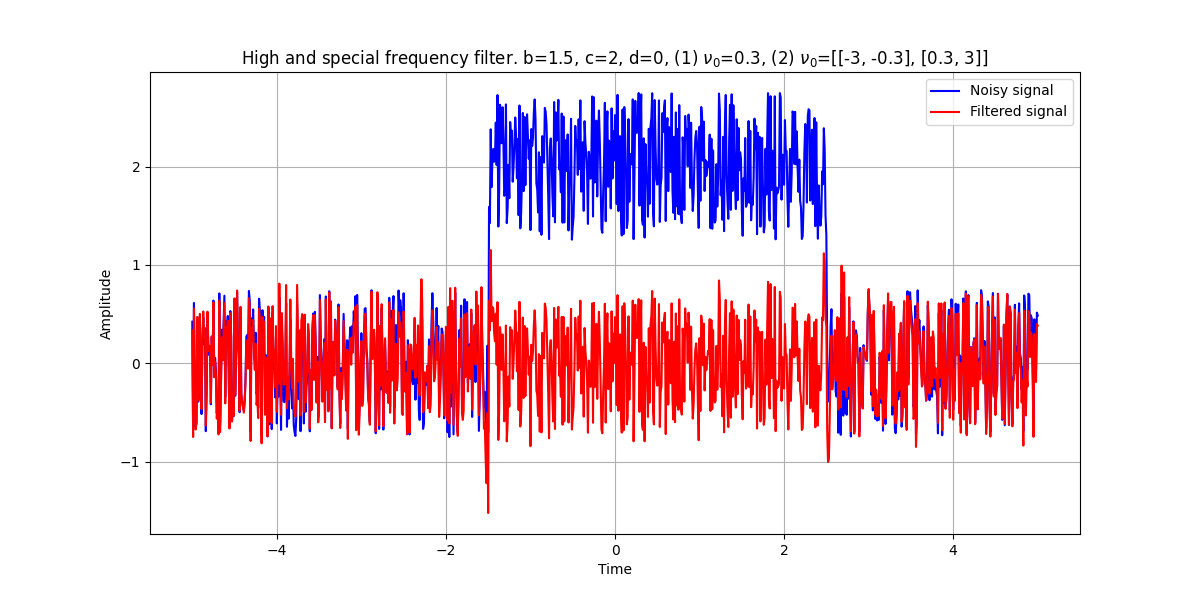 High and special frequency filter. b=1.5, c=2, d=0, (1) ν₀=0.3, (2) ν₀=[[-3, -0.3], [0.3, 3]]
Noisy signal
Filtered signal
Amplitude
2
1
0
−1
−4
−2
0
2
4
Time